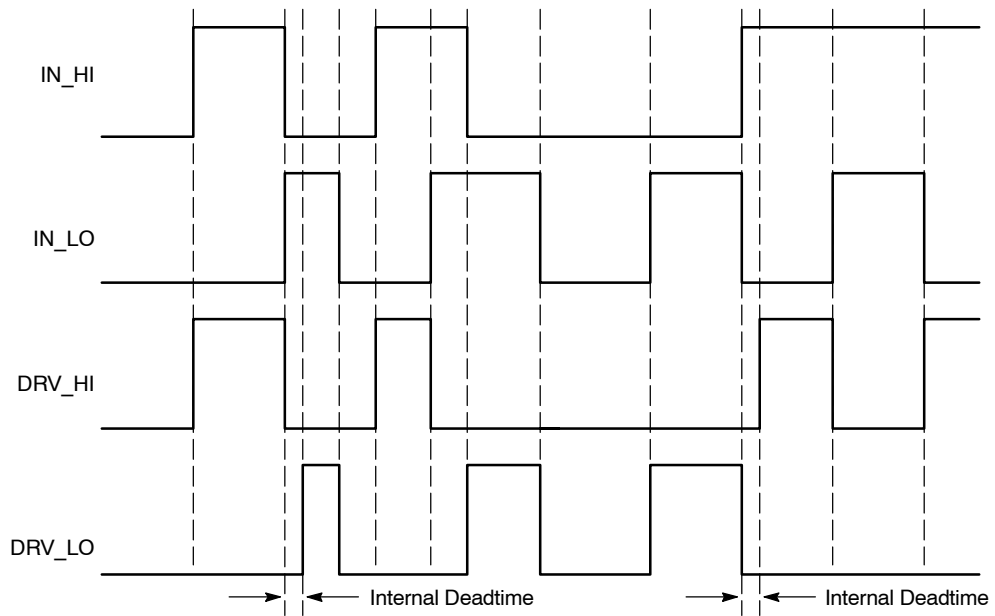 IN_HI
IN_LO
DRV_HI
DRV_LO
Internal Deadtime
Internal Deadtime